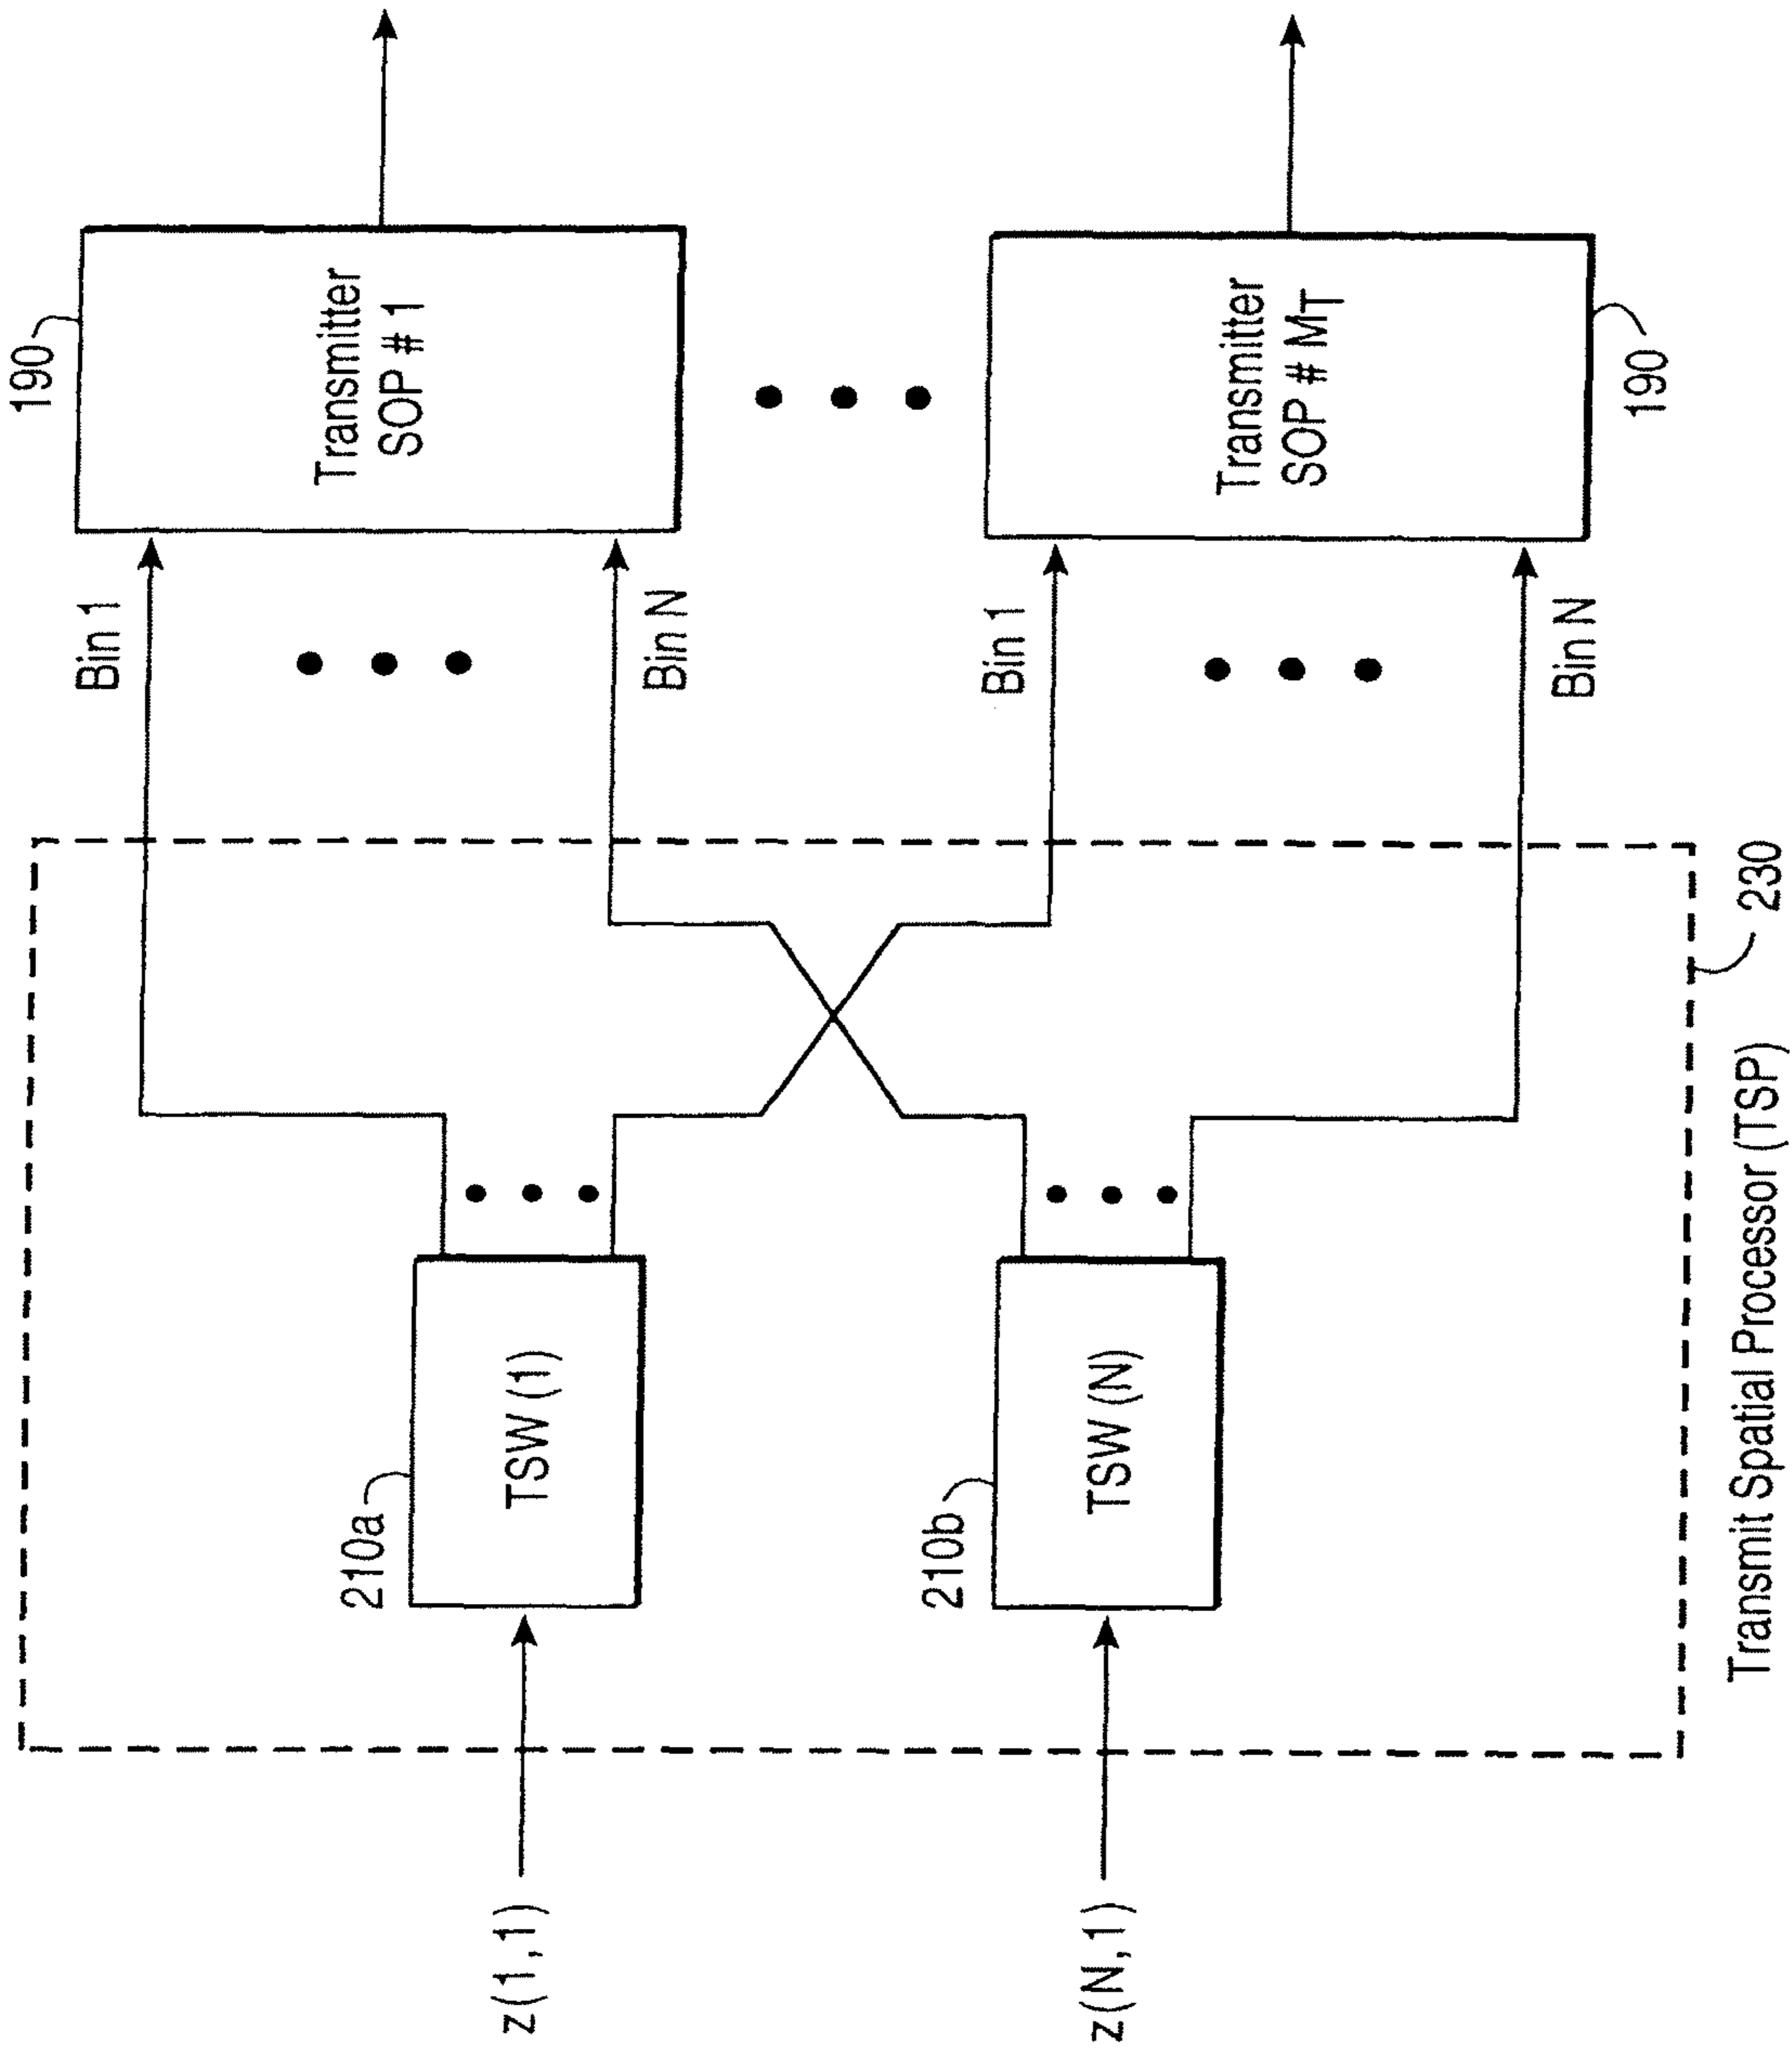 190
Transmitter
SOP # 1
Bin 1
Bin N
Transmitter
SOP # MT
190
Bin 1
Bin N
210a
TSW (1)
210b
TSW (N)
z(1,1)
z(N,1)
230
Transmit Spatial Processor (TSP)